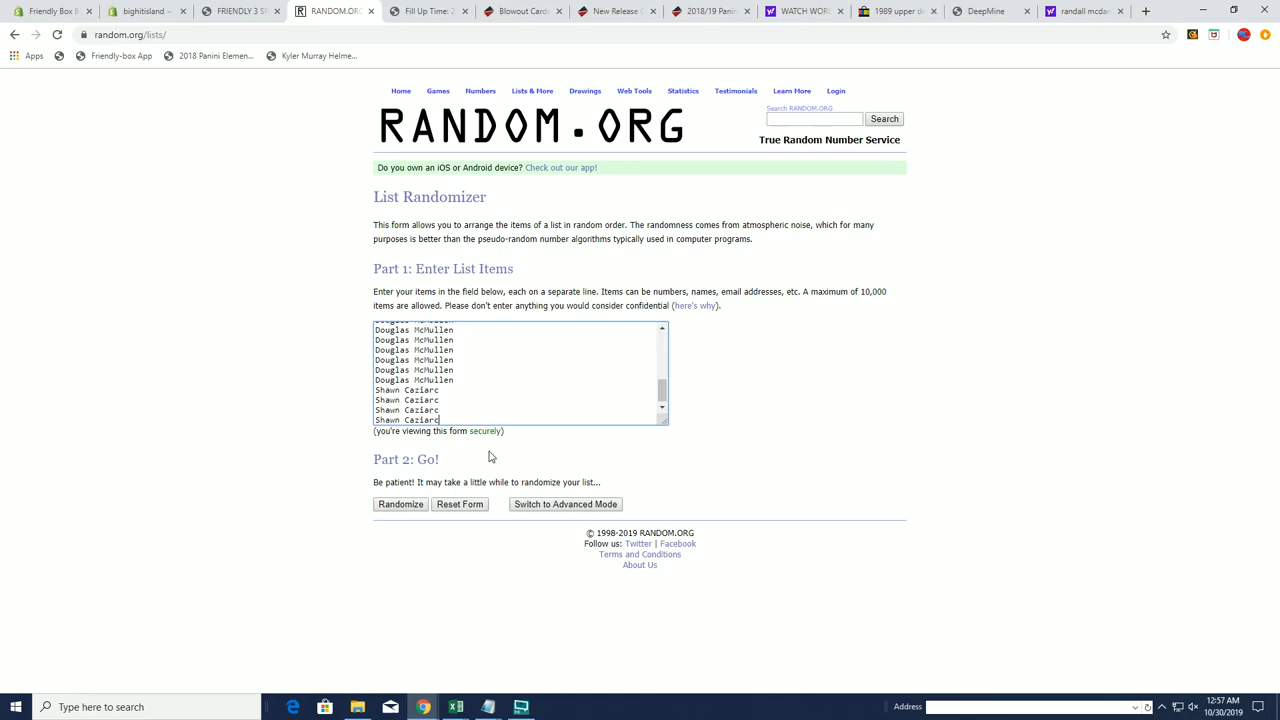 Friendly Box B
bighitisland –
FRIENDLY 3 SP
RANDOM.ORG
Fill Up Time: 2
Blowout Cards
New Release C
2018/19 Panin
WATCH WORL
1989 upper d
DeepMine
randall mcda
random.org/lists/
Apps
Friendly-box App
2018 Panini Elemen...
Kyler Murray Helme...
Home Games Numbers Lists & More Drawings Web Tools Statistics Testimonials Learn More Login
RANDOM.ORG
Search RANDOM.ORG
Search
True Random Number Service
Do you own an iOS or Android device? Check out our app!
List Randomizer
This form allows you to arrange the items of a list in random order. The randomness comes from atmospheric noise, which for many
purposes is better than the pseudo-random number algorithms typically used in computer programs.
Part 1: Enter List Items
Enter your items in the field below, each on a separate line. Items can be numbers, names, email addresses, etc. A maximum of 10,000
items are allowed. Please don't enter anything you would consider confidential (here's why).
Douglas McMullen
Douglas McMullen
Douglas McMullen
Douglas McMullen
Douglas McMullen
Douglas McMullen
Douglas McMullen
Shawn Caziarc
Shawn Caziarc
Shawn Caziarc
Shawn Caziarc
(you're viewing this form securely)
Part 2: Go!
Be patient! It may take a little while to randomize your list...
Randomize Reset Form Switch to Advanced Mode
© 1998-2019 RANDOM.ORG
Follow us: Twitter | Facebook
Terms and Conditions
About Us
Type here to search
Address
12:57 AM
10/30/2019